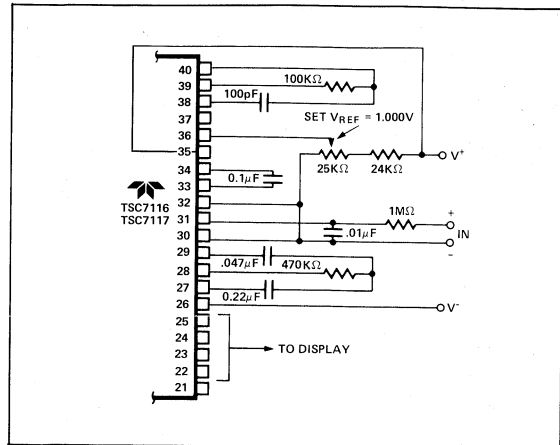 40
39
100KΩ
38
100pF
37
SET VREF = 1.000V
36
35
V+
25KΩ
24KΩ
34
33
0.1μF
32
TSC7116
TSC7117
31
1MΩ
+
IN
30
.01μF
-
29
.047μF
28
470KΩ
27
0.22μF
26
V-
25
24
TO DISPLAY
23
22
21